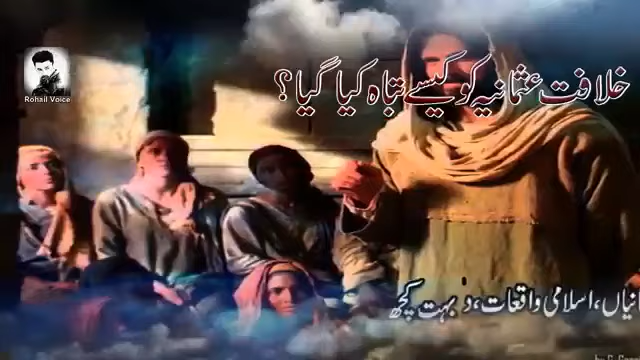 خلافت عثمانیہ کو کیسے تباہ کیا گیا؟
Rohail Voice
اسلامی واقعات، د بہت کچھ